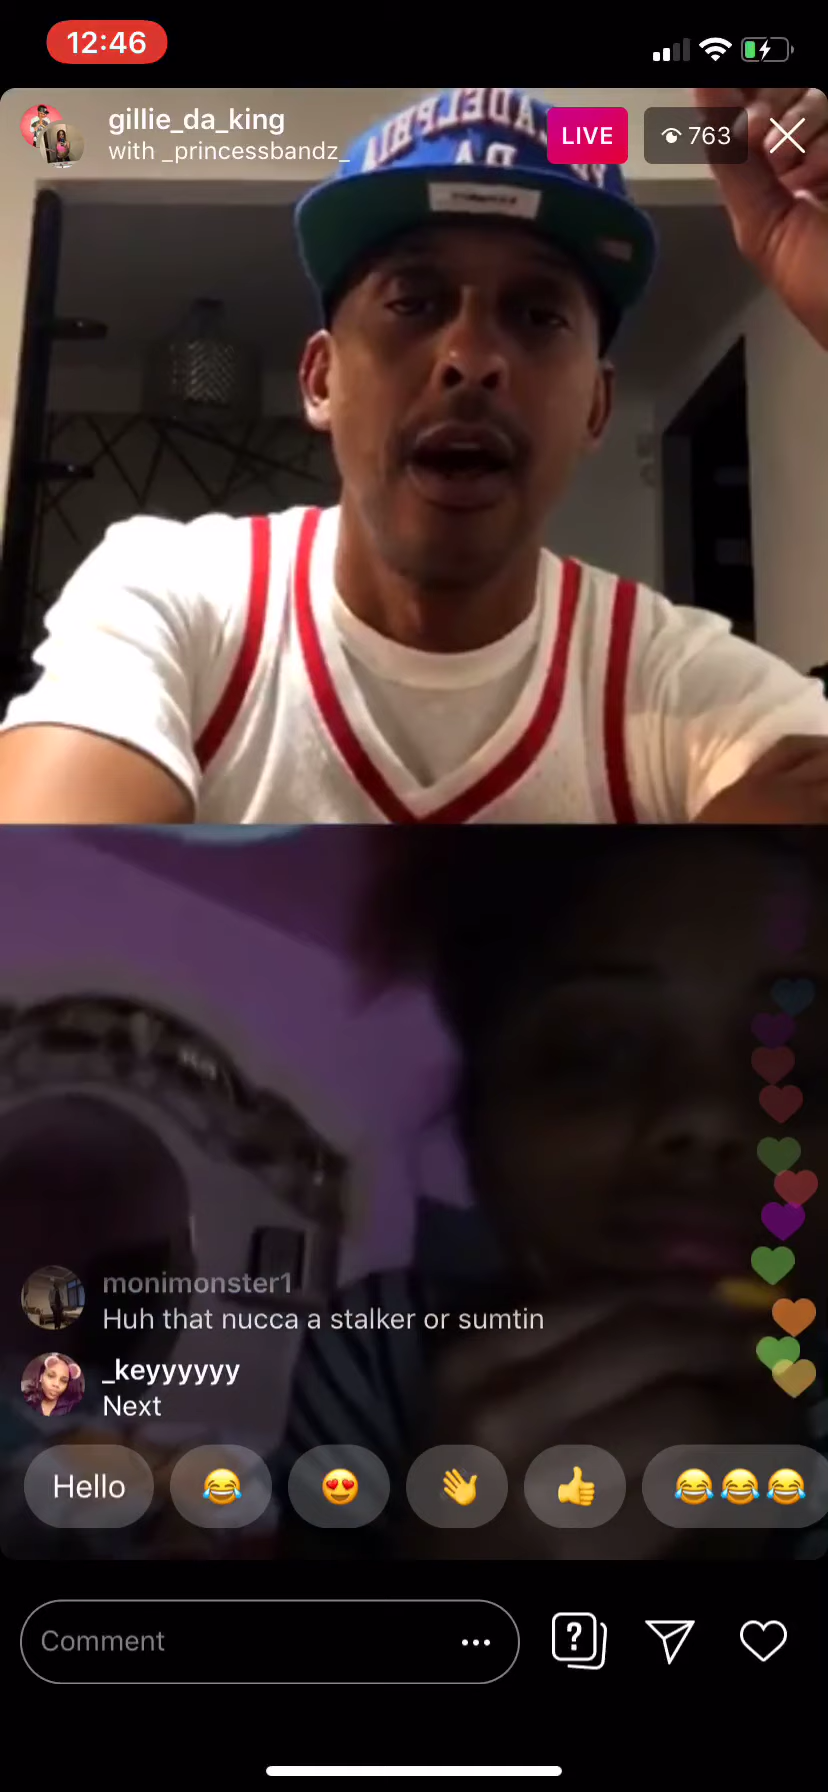 12:46
gillie_da_king
with _princessbandz_
LIVE
763
monimonster1
Huh that nucca a stalker or sumtin
_keyyyyyy
Next
Hello
😂
😍
👋
👍
😂😂😂
Comment